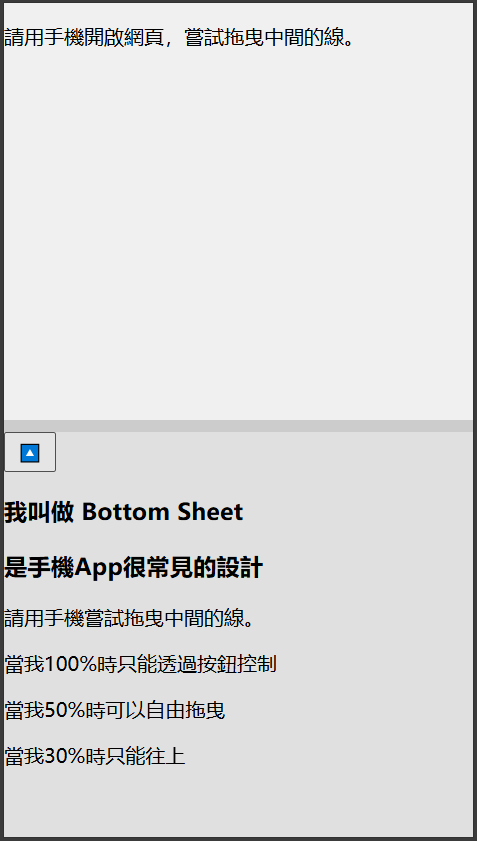 請用手機開啟網頁，嘗試拖曳中間的線。
🔼
我叫做 Bottom Sheet
是手機App很常見的設計
請用手機嘗試拖曳中間的線。
當我100%時只能透過按鈕控制
當我50%時可以自由拖曳
當我30%時只能往上